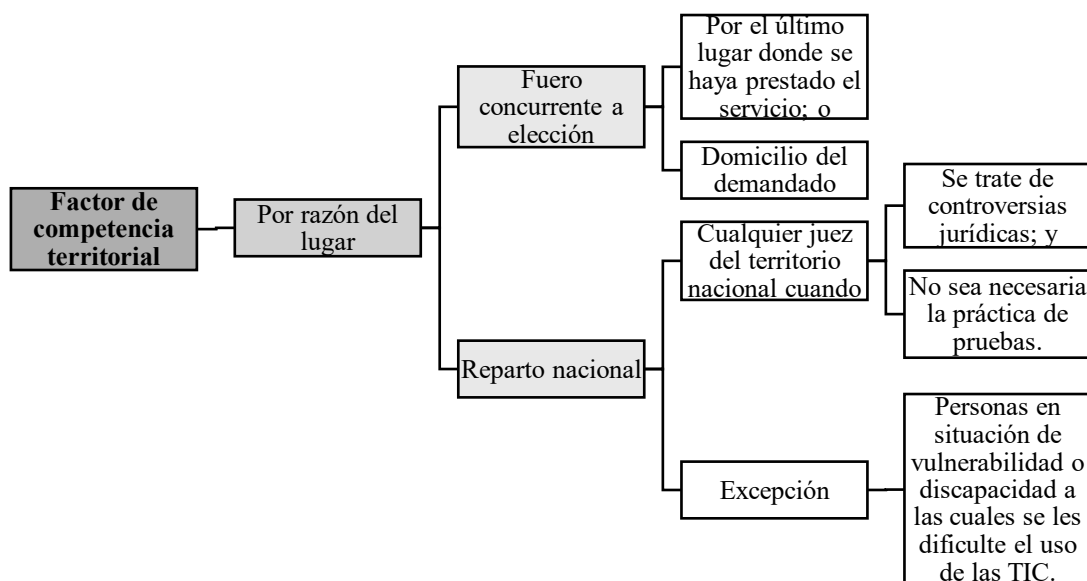 Factor de
competencia
territorial
Por razón del
lugar
Fuero
concurrente a
elección
Por el último
lugar donde se
haya prestado el
servicio; o
Domicilio del
demandado
Reparto nacional
Cualquier juez
del territorio
nacional cuando
Se trate de
controversias
jurídicas; y
No sea necesaria
la práctica de
pruebas.
Excepción
Personas en
situación de
vulnerabilidad o
discapacidad a
las cuales se les
dificulte el uso
de las TIC.